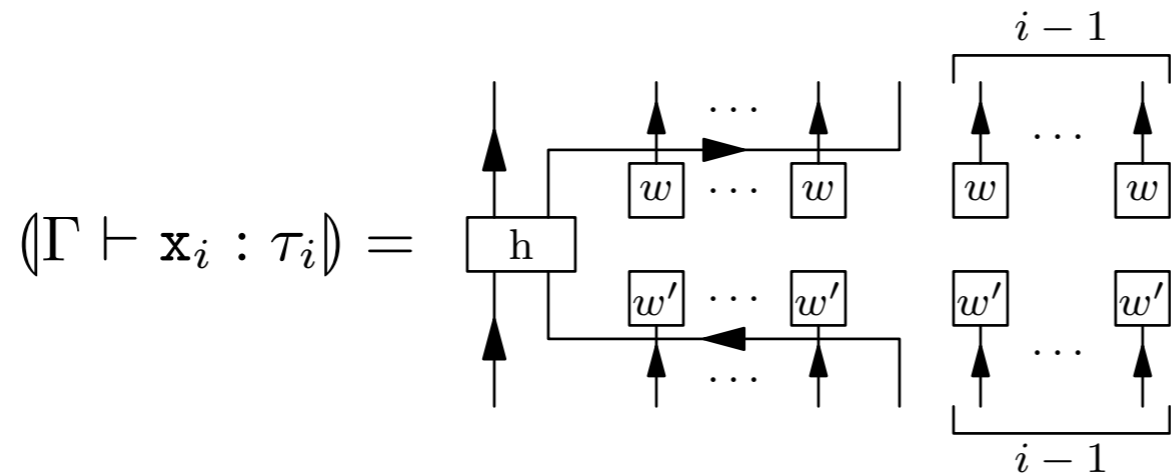 i − 1
⋯ ⋯
w ⋯ w w w
(|Γ ⊢ x_i : τ_i|) = h
w′ ⋯ w′ w′ w′
⋯ ⋯
i − 1